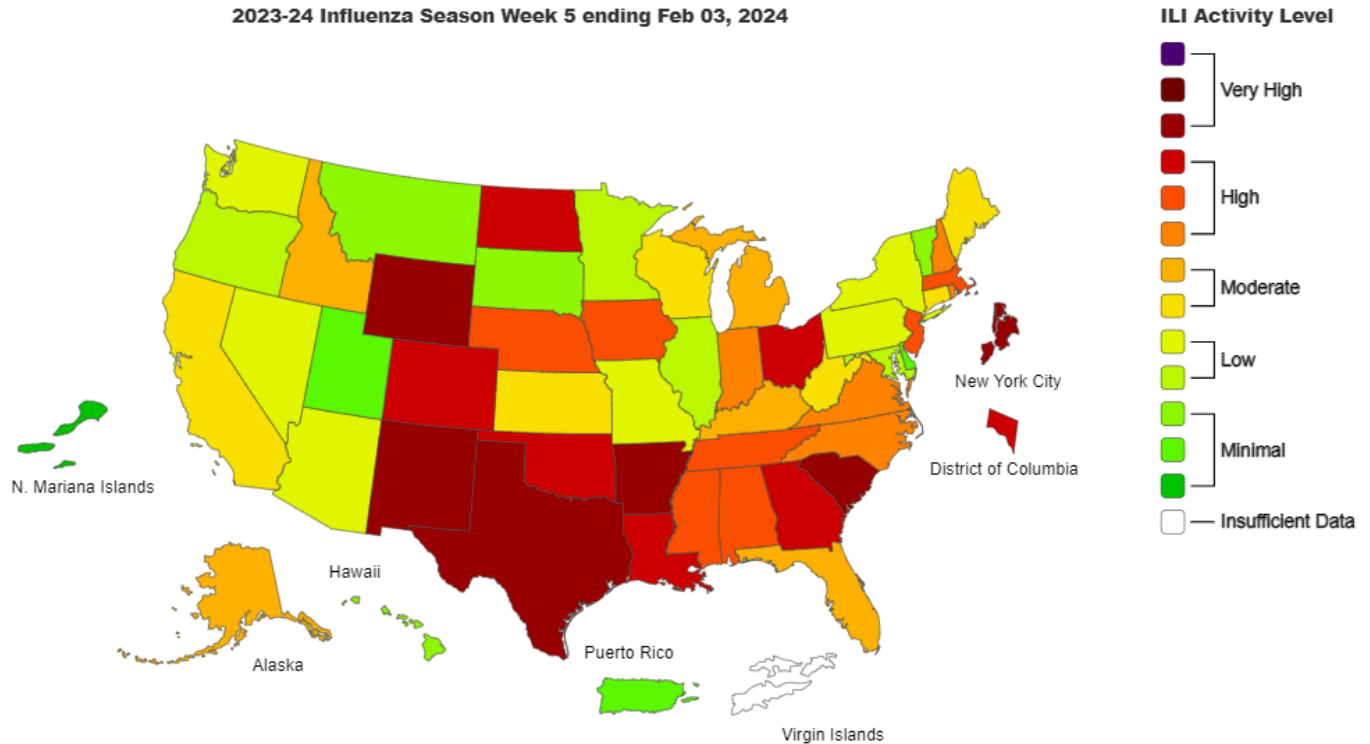 2023-24 Influenza Season Week 5 ending Feb 03, 2024
ILI Activity Level
Very High
High
Moderate
Low
Minimal
Insufficient Data
New York City
District of Columbia
N. Mariana Islands
Hawaii
Alaska
Puerto Rico
Virgin Islands